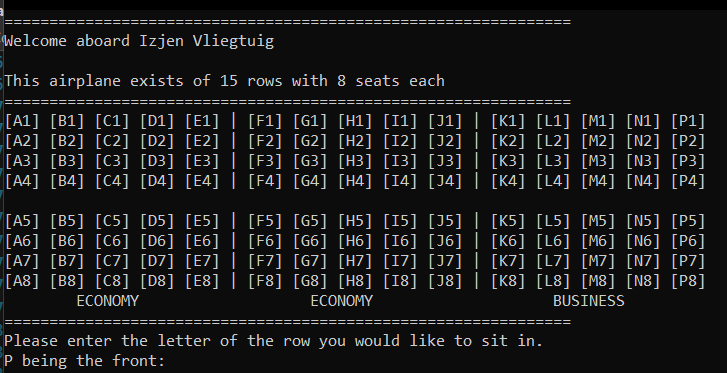 ===============================================================
Welcome aboard Izjen Vliegtuig
This airplane exists of 15 rows with 8 seats each
===============================================================
[A1] [B1] [C1] [D1] [E1] | [F1] [G1] [H1] [I1] [J1] | [K1] [L1] [M1] [N1] [P1]
[A2] [B2] [C2] [D2] [E2] | [F2] [G2] [H2] [I2] [J2] | [K2] [L2] [M2] [N2] [P2]
[A3] [B3] [C3] [D3] [E3] | [F3] [G3] [H3] [I3] [J3] | [K3] [L3] [M3] [N3] [P3]
[A4] [B4] [C4] [D4] [E4] | [F4] [G4] [H4] [I4] [J4] | [K4] [L4] [M4] [N4] [P4]
[A5] [B5] [C5] [D5] [E5] | [F5] [G5] [H5] [I5] [J5] | [K5] [L5] [M5] [N5] [P5]
[A6] [B6] [C6] [D6] [E6] | [F6] [G6] [H6] [I6] [J6] | [K6] [L6] [M6] [N6] [P6]
[A7] [B7] [C7] [D7] [E7] | [F7] [G7] [H7] [I7] [J7] | [K7] [L7] [M7] [N7] [P7]
[A8] [B8] [C8] [D8] [E8] | [F8] [G8] [H8] [I8] [J8] | [K8] [L8] [M8] [N8] [P8]
ECONOMY ECONOMY BUSINESS
===============================================================
Please enter the letter of the row you would like to sit in.
P being the front: